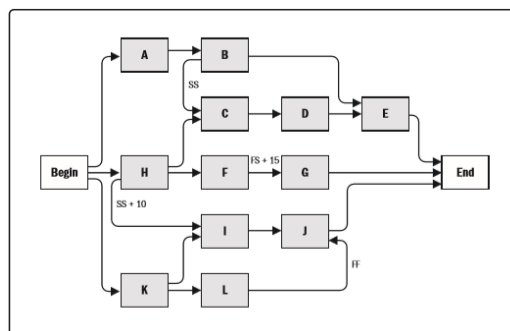 A B
SS
C D E
Begin H F FS + 15 G End
SS + 10
I J
FF
K L